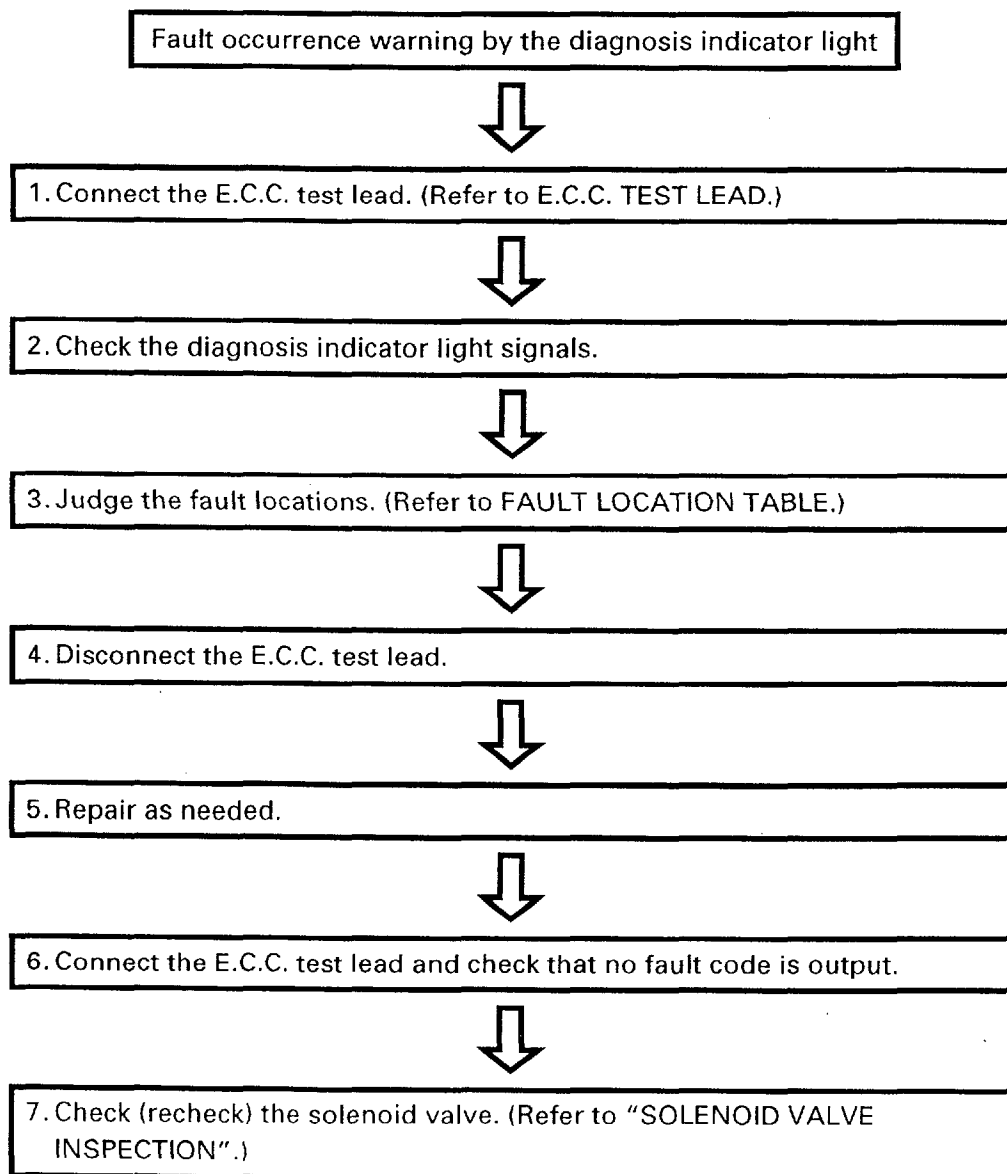 Fault occurrence warning by the diagnosis indicator light
1. Connect the E.C.C. test lead. (Refer to E.C.C. TEST LEAD.)
2. Check the diagnosis indicator light signals.
3. Judge the fault locations. (Refer to FAULT LOCATION TABLE.)
4. Disconnect the E.C.C. test lead.
5. Repair as needed.
6. Connect the E.C.C. test lead and check that no fault code is output.
7. Check (recheck) the solenoid valve. (Refer to "SOLENOID VALVE
INSPECTION".)